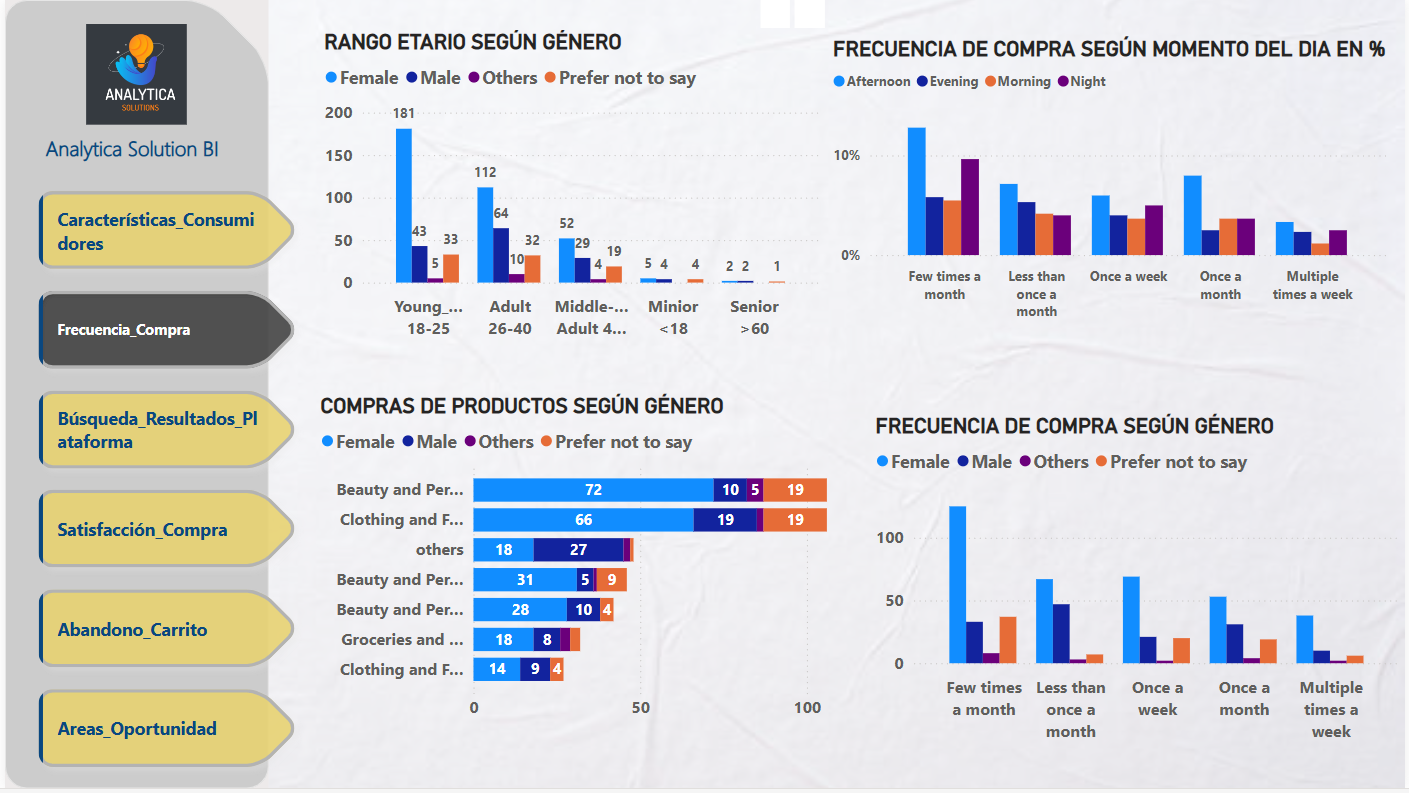 ANALYTICA
SOLUTIONS
Analytica Solution BI
Características_Consumi
dores
Frecuencia_Compra
Búsqueda_Resultados_Pl
ataforma
Satisfacción_Compra
Abandono_Carrito
Areas_Oportunidad
RANGO ETARIO SEGÚN GÉNERO
Female Male Others Prefer not to say
200
150
100
50
0
181
43
5
33
112
64
10
32
52
29
4
19
5
4
4
2
2
1
Young_... Adult Middle-... Minior Senior
18-25 26-40 Adult 4... <18 >60
FRECUENCIA DE COMPRA SEGÚN MOMENTO DEL DIA EN %
Afternoon Evening Morning Night
10%
0%
Few times a
month
Less than
once a
month
Once a week
Once a
month
Multiple
times a week
COMPRAS DE PRODUCTOS SEGÚN GÉNERO
Female Male Others Prefer not to say
Beauty and Per... 72 10 5 19
Clothing and F... 66 19 19
others 18 27
Beauty and Per... 31 5 9
Beauty and Per... 28 10 4
Groceries and ... 18 8
Clothing and F... 14 9 4
0 50 100
FRECUENCIA DE COMPRA SEGÚN GÉNERO
Female Male Others Prefer not to say
100
50
0
Few times
a month
Less than
once a
month
Once a
week
Once a
month
Multiple
times a
week